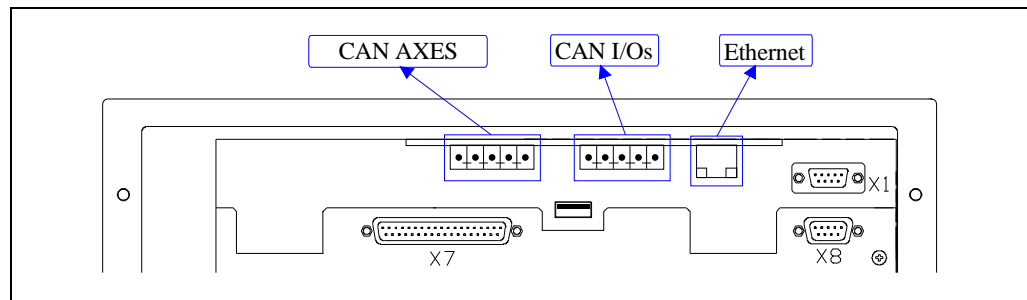 CAN AXES
CAN I/Os
Ethernet
X1
X7
X8